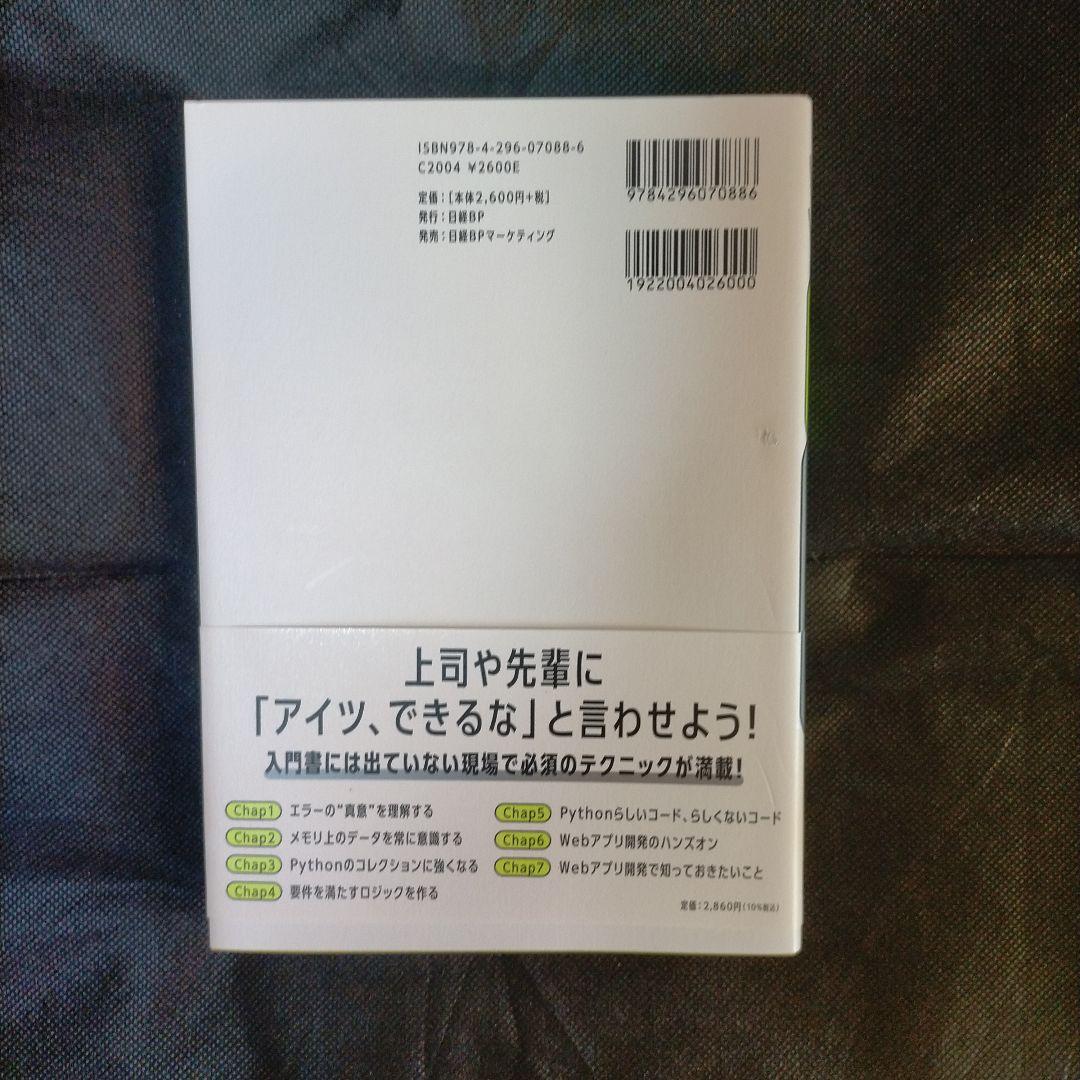 ISBN978-4-296-07088-6
C2004 ¥2600E
定価：[本体2,600円+税]
発行：日経BP
発売：日経BPマーケティング
9784296070886
1922004026000
上司や先輩に
「アイツ、できるな」と言わせよう!
入門書には出ていない現場で必須のテクニックが満載!
Chap1 エラーの“真意”を理解する
Chap2 メモリ上のデータを常に意識する
Chap3 Pythonのコレクションに強くなる
Chap4 要件を満たすロジックを作る
Chap5 Pythonらしいコード、らしくないコード
Chap6 Webアプリ開発のハンズオン
Chap7 Webアプリ開発で知っておきたいこと
定価：2,860円(10%税込)